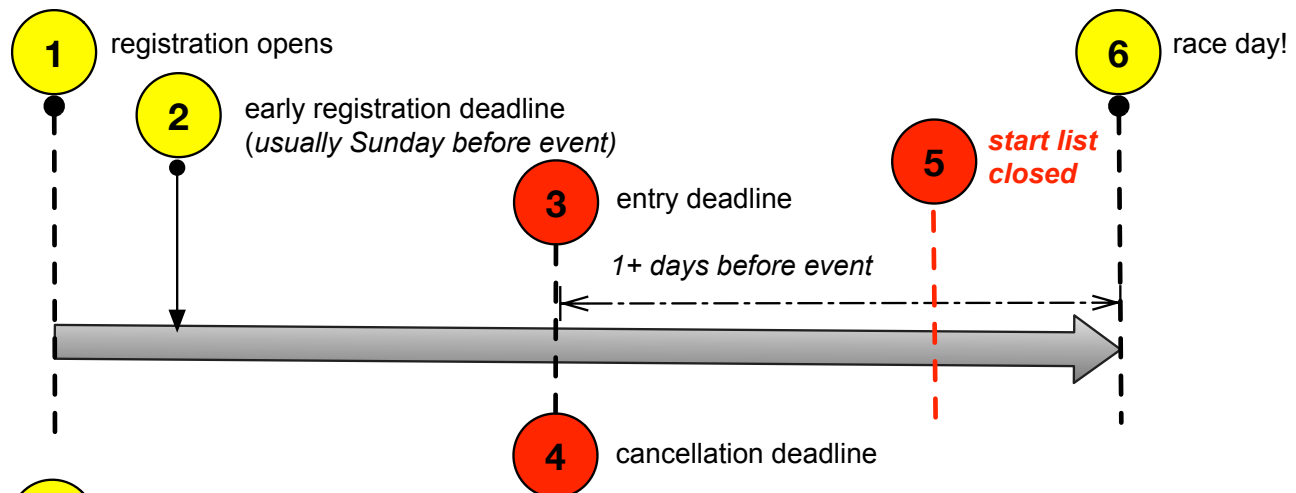 1
registration opens
2
early registration deadline
(usually Sunday before event)
3
entry deadline
1+ days before event
4
cancellation deadline
5
start list
closed
6
race day!